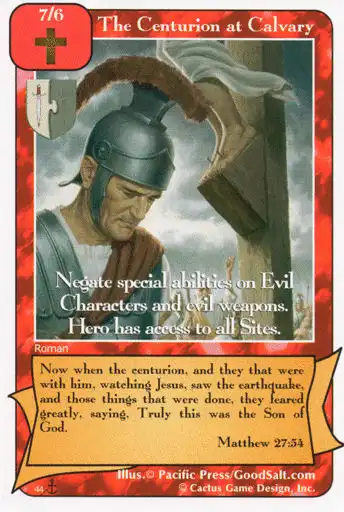 7/6
The Centurion at Calvary
Negate special abilities on Evil
Characters and evil weapons.
Hero has access to all Sites.
Roman
Now when the centurion, and they that were
with him, watching Jesus, saw the earthquake,
and those things that were done, they feared
greatly, saying, Truly this was the Son of
God.
Matthew 27:54
Illus.© Pacific Press/GoodSalt.com
44
© Cactus Game Design, Inc.